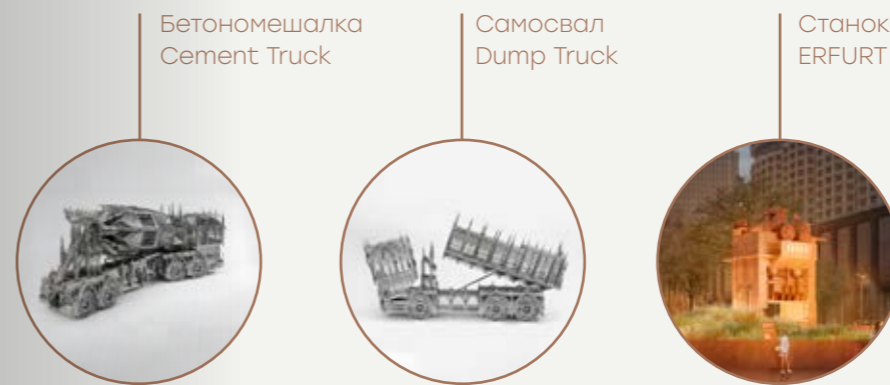 Бетономешалка
Cement Truck
Самосвал
Dump Truck
Станок
ERFURT